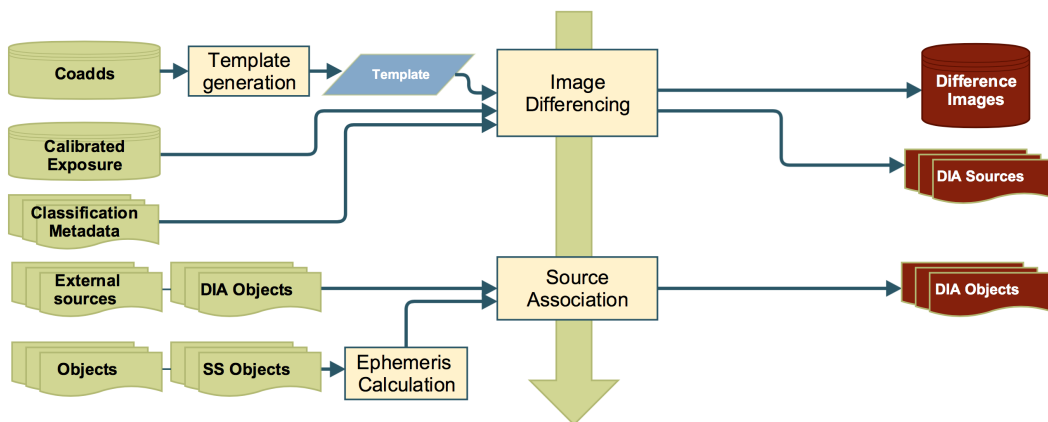 Coadds
Template
generation
Template
Image
Differencing
Difference
Images
Calibrated
Exposure
DIA Sources
Classification
Metadata
External
sources
DIA Objects
Source
Association
DIA Objects
Objects
SS Objects
Ephemeris
Calculation